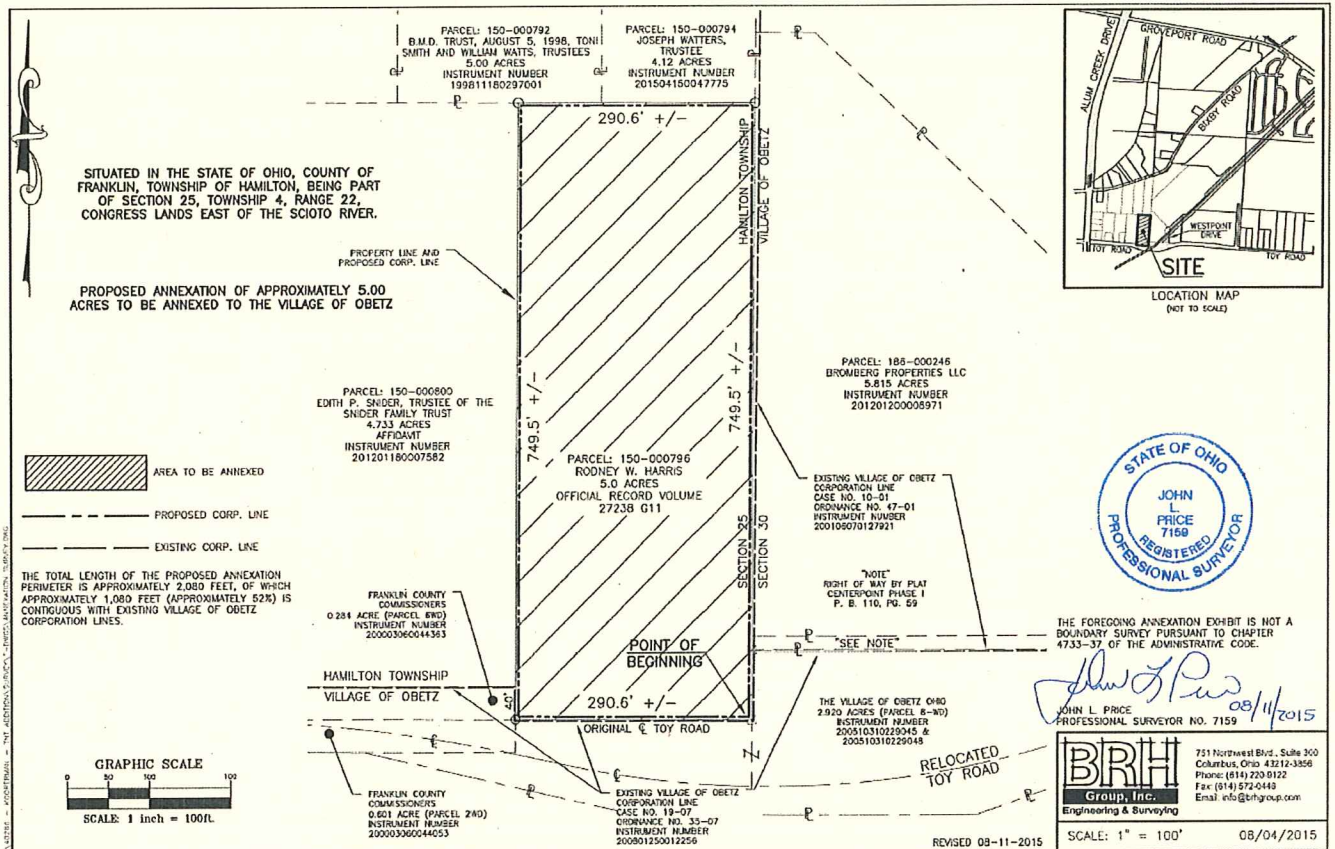 PARCEL: 150-000792
B.M.D. TRUST, AUGUST 5, 1998, TONI
SMITH AND WILLIAM WATTS, TRUSTEES
5.00 ACRES
INSTRUMENT NUMBER
199811180297001
PARCEL: 150-000794
JOSEPH WATTERS,
TRUSTEE
4.12 ACRES
INSTRUMENT NUMBER
201504150047775
GROVEPORT ROAD
ALUM CREEK DRIVE
BIXBY ROAD
WESTPOINT
DRIVE
TOY ROAD
TOY ROAD
SITE
LOCATION MAP
(NOT TO SCALE)
290.6' +/-
HAMILTON TOWNSHIP
VILLAGE OF OBETZ
SITUATED IN THE STATE OF OHIO, COUNTY OF
FRANKLIN, TOWNSHIP OF HAMILTON, BEING PART
OF SECTION 25, TOWNSHIP 4, RANGE 22,
CONGRESS LANDS EAST OF THE SCIOTO RIVER.
PROPERTY LINE AND
PROPOSED CORP. LINE
PROPOSED ANNEXATION OF APPROXIMATELY 5.00
ACRES TO BE ANNEXED TO THE VILLAGE OF OBETZ
PARCEL: 150-000800
EDITH P. SNIDER, TRUSTEE OF THE
SNIDER FAMILY TRUST
4.733 ACRES
AFFIDAVIT
INSTRUMENT NUMBER
201201180007582
749.5' +/-
749.5' +/-
PARCEL: 186-000246
BROMBERG PROPERTIES LLC
5.815 ACRES
INSTRUMENT NUMBER
201201200008971
PARCEL: 150-000796
RODNEY W. HARRIS
5.0 ACRES
OFFICIAL RECORD VOLUME
27238 G11
AREA TO BE ANNEXED
PROPOSED CORP. LINE
EXISTING CORP. LINE
EXISTING VILLAGE OF OBETZ
CORPORATION LINE
CASE NO. 10-01
ORDINANCE NO. 47-01
INSTRUMENT NUMBER
200106070127921
SECTION 25
SECTION 30
STATE OF OHIO
JOHN
L.
PRICE
7159
REGISTERED
PROFESSIONAL SURVEYOR
THE TOTAL LENGTH OF THE PROPOSED ANNEXATION
PERIMETER IS APPROXIMATELY 2,080 FEET, OF WHICH
APPROXIMATELY 1,080 FEET (APPROXIMATELY 52%) IS
CONTIGUOUS WITH EXISTING VILLAGE OF OBETZ
CORPORATION LINES.
FRANKLIN COUNTY
COMMISSIONERS
0.284 ACRE (PARCEL 6WD)
INSTRUMENT NUMBER
200003060044363
"NOTE"
RIGHT OF WAY BY PLAT
CENTERPOINT PHASE I
P. B. 110, PG. 59
"SEE NOTE"
THE FOREGOING ANNEXATION EXHIBIT IS NOT A
BOUNDARY SURVEY PURSUANT TO CHAPTER
4733-37 OF THE ADMINISTRATIVE CODE.
John L Price 08/11/2015
JOHN L. PRICE
PROFESSIONAL SURVEYOR NO. 7159
POINT OF
BEGINNING
HAMILTON TOWNSHIP
VILLAGE OF OBETZ
40'
290.6' +/-
ORIGINAL ℄ TOY ROAD
THE VILLAGE OF OBETZ OHIO
2.920 ACRES (PARCEL 8-WD)
INSTRUMENT NUMBER
200510310229045 &
200510310229048
RELOCATED
TOY ROAD
GRAPHIC SCALE
0 50 100 100
SCALE: 1 inch = 100ft.
FRANKLIN COUNTY
COMMISSIONERS
0.601 ACRE (PARCEL 2WD)
INSTRUMENT NUMBER
200003060044053
EXISTING VILLAGE OF OBETZ
CORPORATION LINE
CASE NO. 19-07
ORDINANCE NO. 35-07
INSTRUMENT NUMBER
200801250012256
REVISED 08-11-2015
BRH
Group, Inc.
Engineering & Surveying
751 Northwest Blvd., Suite 300
Columbus, Ohio 43212-3856
Phone: (614) 220-9122
Fax: (614) 572-0448
Email: info@brhgroup.com
SCALE: 1" = 100'
08/04/2015